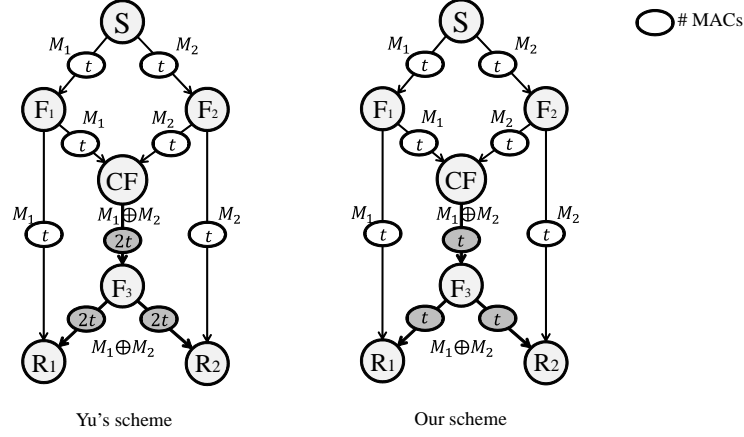 S S # MACs
M₁ M₂ M₁ M₂
t t t t
F₁ F₂ F₁ F₂
M₁ M₂ M₁ M₂
t t t t
CF CF
M₁ M₁⊕M₂ M₂ M₁ M₁⊕M₂ M₂
t 2t t t t t
F₃ F₃
2t 2t t t
M₁⊕M₂ M₁⊕M₂
R₁ R₂ R₁ R₂
Yu's scheme Our scheme